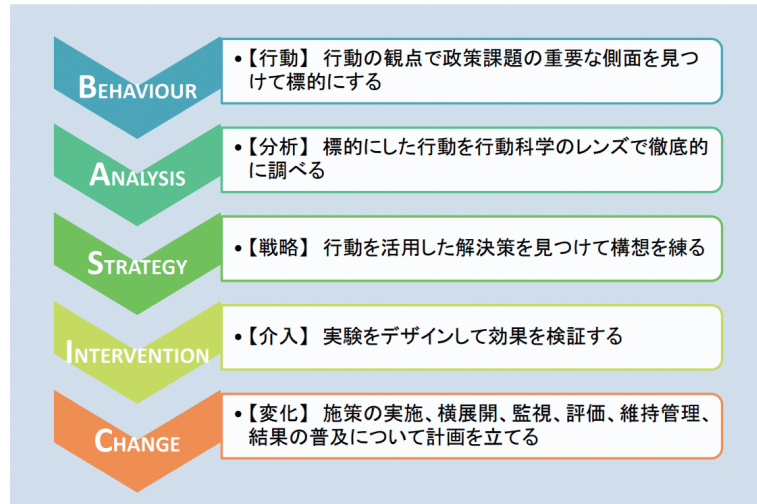 BEHAVIOUR
•【行動】 行動の観点で政策課題の重要な側面を見つ
けて標的にする
ANALYSIS
•【分析】 標的にした行動を行動科学のレンズで徹底的
に調べる
STRATEGY
•【戦略】 行動を活用した解決策を見つけて構想を練る
INTERVENTION
•【介入】 実験をデザインして効果を検証する
CHANGE
•【変化】 施策の実施、横展開、監視、評価、維持管理、
結果の普及について計画を立てる